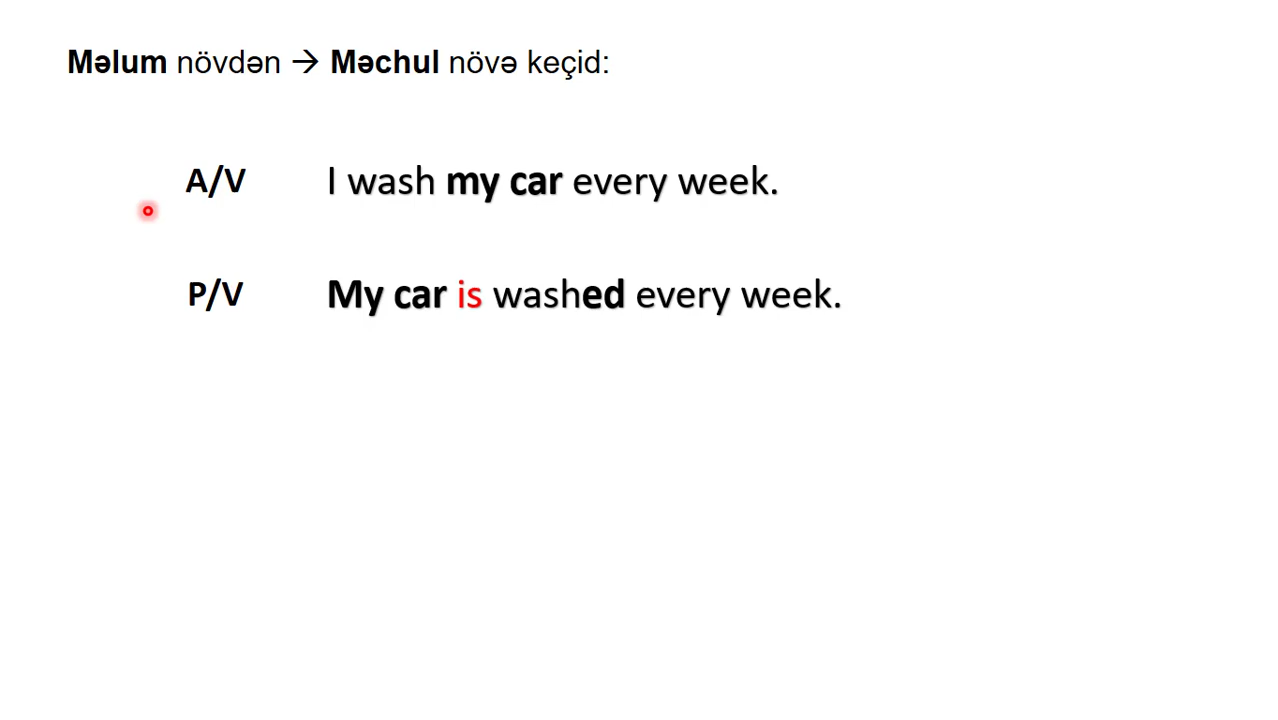 Məlum növdən → Məchul növə keçid:
A/V I wash my car every week.
P/V My car is washed every week.